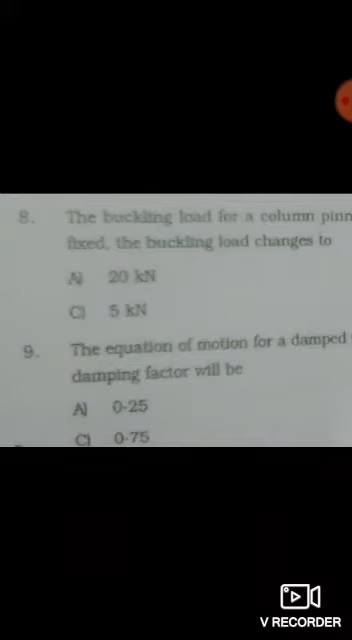 8. The buckling load for a column pinn
fixed, the buckling load changes to
A) 20 kN
C) 5 kN
9. The equation of motion for a damped
damping factor will be
A) 0·25
C) 0·75
V RECORDER